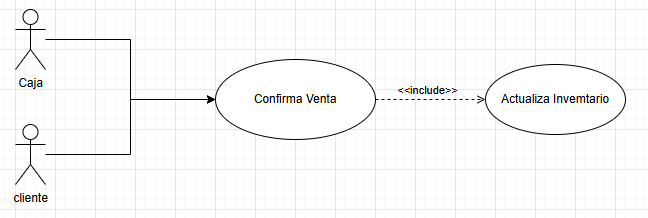 Caja
Confirma Venta
<<include>>
Actualiza Invemtario
cliente